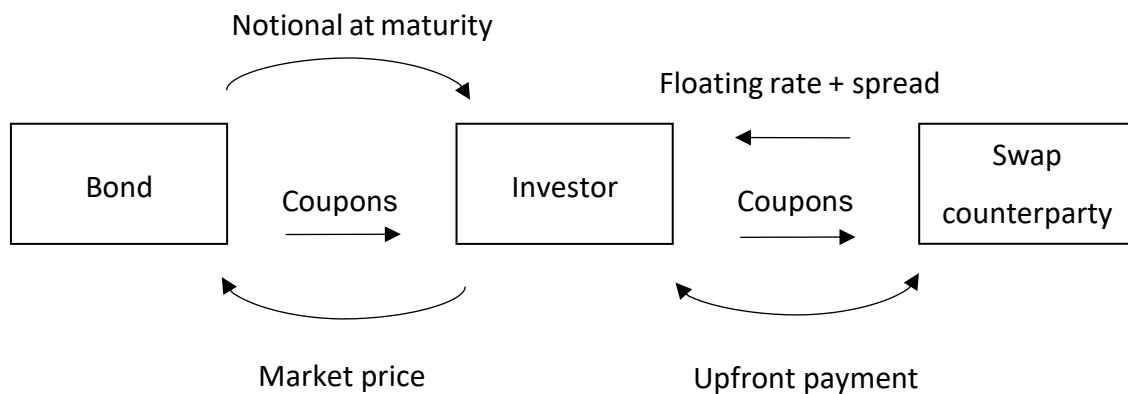 Notional at maturity
Floating rate + spread
Bond
Coupons
Investor
Coupons
Swap
counterparty
Market price
Upfront payment